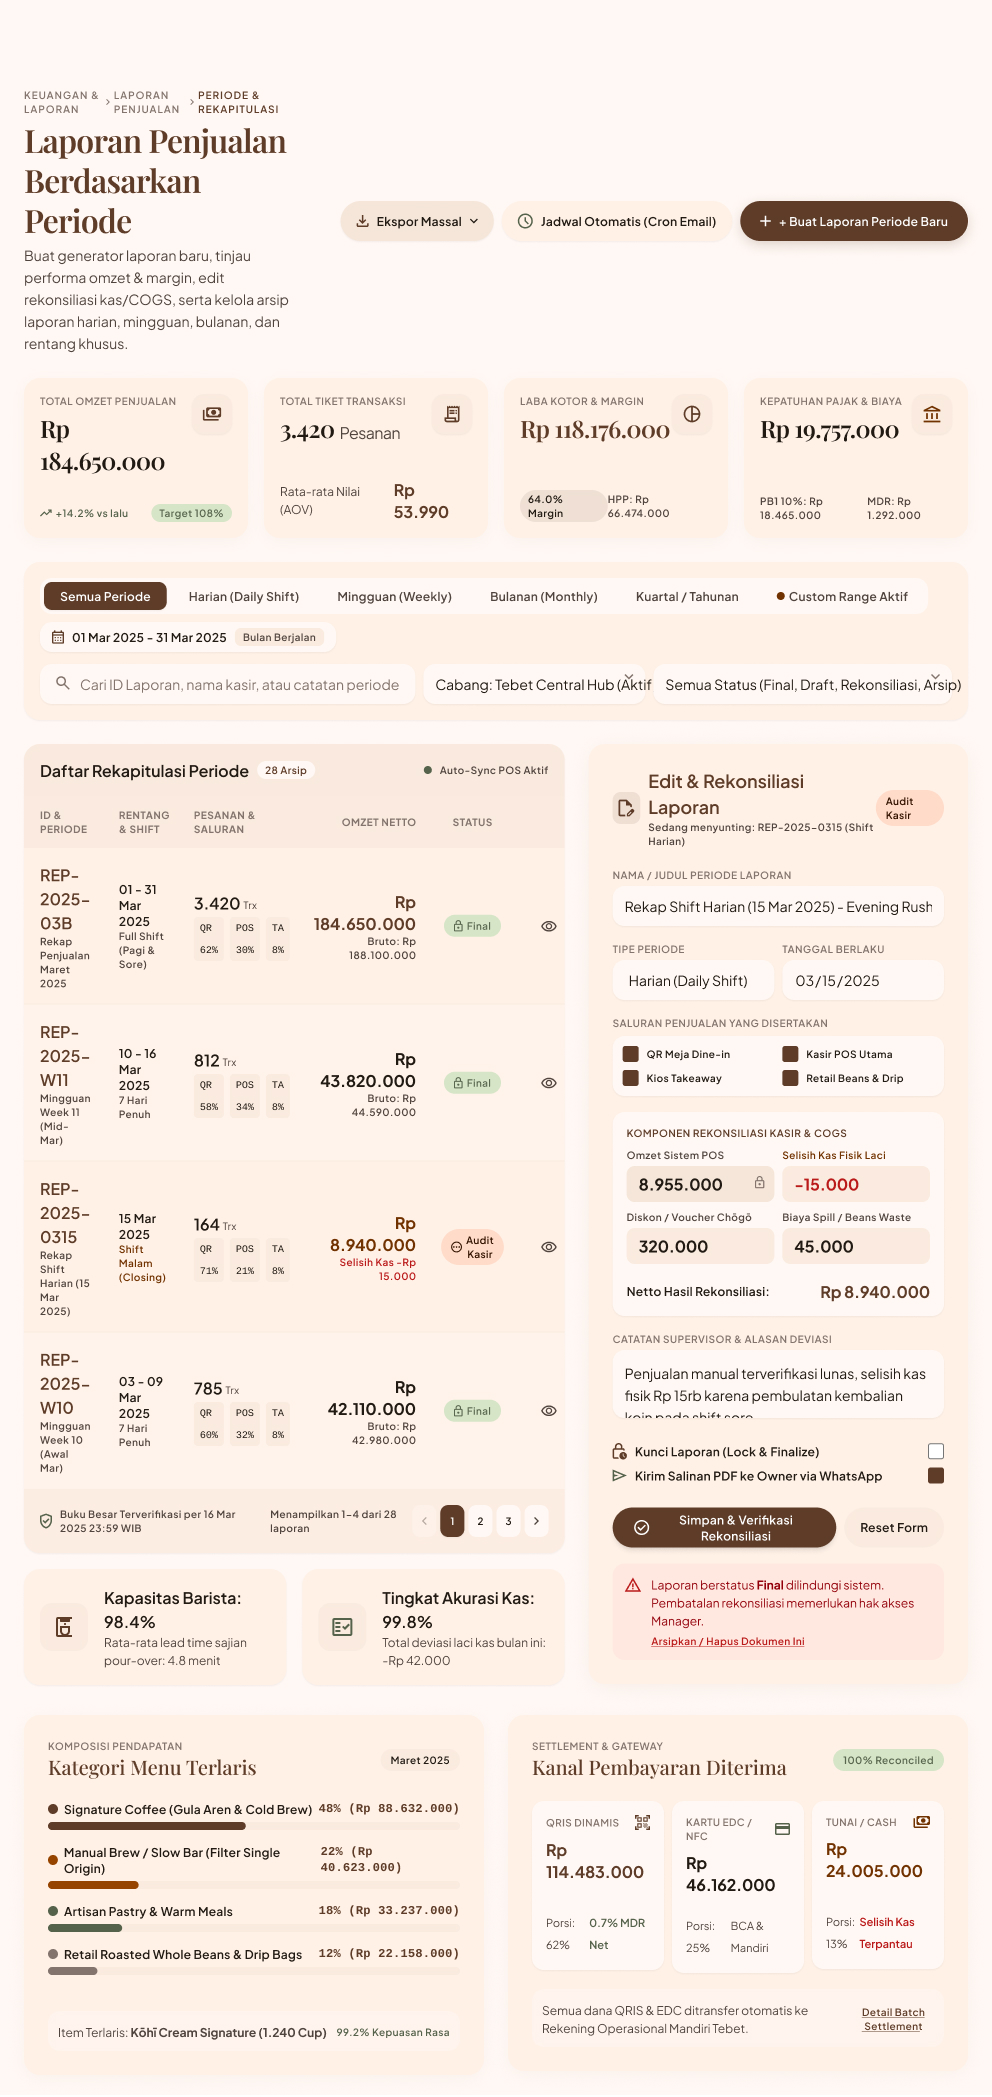 KEUANGAN & LAPORAN › LAPORAN PENJUALAN › PERIODE & REKAPITULASI
Laporan Penjualan
Berdasarkan
Periode
Buat generator laporan baru, tinjau
performa omzet & margin, edit
rekonsiliasi kas/COGS, serta kelola arsip
laporan harian, mingguan, bulanan, dan
rentang khusus.
Ekspor Massal
Jadwal Otomatis (Cron Email)
+ Buat Laporan Periode Baru
TOTAL OMZET PENJUALAN
Rp
184.650.000
+14.2% vs lalu
Target 108%
TOTAL TIKET TRANSAKSI
3.420 Pesanan
Rata-rata Nilai
(AOV)
Rp
53.990
LABA KOTOR & MARGIN
Rp 118.176.000
64.0%
Margin
HPP: Rp
66.474.000
KEPATUHAN PAJAK & BIAYA
Rp 19.757.000
PB1 10%: Rp
18.465.000
MDR: Rp
1.292.000
Semua Periode
Harian (Daily Shift)
Mingguan (Weekly)
Bulanan (Monthly)
Kuartal / Tahunan
Custom Range Aktif
01 Mar 2025 - 31 Mar 2025
Bulan Berjalan
Cari ID Laporan, nama kasir, atau catatan periode
Cabang: Tebet Central Hub (Aktif
Semua Status (Final, Draft, Rekonsiliasi, Arsip)
Daftar Rekapitulasi Periode
28 Arsip
Auto-Sync POS Aktif
ID &
PERIODE
RENTANG
& SHIFT
PESANAN &
SALURAN
OMZET NETTO
STATUS
REP-
2025-
03B
Rekap
Penjualan
Maret
2025
01 - 31
Mar
2025
Full Shift
(Pagi &
Sore)
3.420 Trx
QR
62%
POS
30%
TA
8%
Rp
184.650.000
Bruto: Rp
188.100.000
Final
REP-
2025-
W11
Mingguan
Week 11
(Mid-
Mar)
10 - 16
Mar
2025
7 Hari
Penuh
812 Trx
QR
58%
POS
34%
TA
8%
Rp
43.820.000
Bruto: Rp
44.590.000
Final
REP-
2025-
0315
Rekap
Shift
Harian (15
Mar
2025)
15 Mar
2025
Shift
Malam
(Closing)
164 Trx
QR
71%
POS
21%
TA
8%
Rp
8.940.000
Selisih Kas -Rp
15.000
Audit
Kasir
REP-
2025-
W10
Mingguan
Week 10
(Awal
Mar)
03 - 09
Mar
2025
7 Hari
Penuh
785 Trx
QR
60%
POS
32%
TA
8%
Rp
42.110.000
Bruto: Rp
42.980.000
Final
Buku Besar Terverifikasi per 16 Mar
2025 23:59 WIB
Menampilkan 1-4 dari 28
laporan
1
2
3
Kapasitas Barista:
98.4%
Rata-rata lead time sajian
pour-over: 4.8 menit
Tingkat Akurasi Kas:
99.8%
Total deviasi laci kas bulan ini:
-Rp 42.000
Edit & Rekonsiliasi
Laporan
Sedang menyunting: REP-2025-0315 (Shift
Harian)
Audit
Kasir
NAMA / JUDUL PERIODE LAPORAN
Rekap Shift Harian (15 Mar 2025) - Evening Rush
TIPE PERIODE
Harian (Daily Shift)
TANGGAL BERLAKU
03/15/2025
SALURAN PENJUALAN YANG DISERTAKAN
QR Meja Dine-in
Kasir POS Utama
Kios Takeaway
Retail Beans & Drip
KOMPONEN REKONSILIASI KASIR & COGS
Omzet Sistem POS
8.955.000
Selisih Kas Fisik Laci
-15.000
Diskon / Voucher Chōgō
320.000
Biaya Spill / Beans Waste
45.000
Netto Hasil Rekonsiliasi:
Rp 8.940.000
CATATAN SUPERVISOR & ALASAN DEVIASI
Penjualan manual terverifikasi lunas, selisih kas
fisik Rp 15rb karena pembulatan kembalian
koin pada shift sore
Kunci Laporan (Lock & Finalize)
Kirim Salinan PDF ke Owner via WhatsApp
Simpan & Verifikasi
Rekonsiliasi
Reset Form
Laporan berstatus Final dilindungi sistem.
Pembatalan rekonsiliasi memerlukan hak akses
Manager.
Arsipkan / Hapus Dokumen Ini
KOMPOSISI PENDAPATAN
Kategori Menu Terlaris
Maret 2025
Signature Coffee (Gula Aren & Cold Brew)
48% (Rp 88.632.000)
Manual Brew / Slow Bar (Filter Single
Origin)
22% (Rp
40.623.000)
Artisan Pastry & Warm Meals
18% (Rp 33.237.000)
Retail Roasted Whole Beans & Drip Bags
12% (Rp 22.158.000)
Item Terlaris: Kōhī Cream Signature (1.240 Cup)
99.2% Kepuasan Rasa
SETTLEMENT & GATEWAY
Kanal Pembayaran Diterima
100% Reconciled
QRIS DINAMIS
Rp
114.483.000
Porsi:
62%
0.7% MDR
Net
KARTU EDC /
NFC
Rp
46.162.000
Porsi:
25%
BCA &
Mandiri
TUNAI / CASH
Rp
24.005.000
Porsi:
13%
Selisih Kas
Terpantau
Semua dana QRIS & EDC ditransfer otomatis ke
Rekening Operasional Mandiri Tebet.
Detail Batch
Settlement